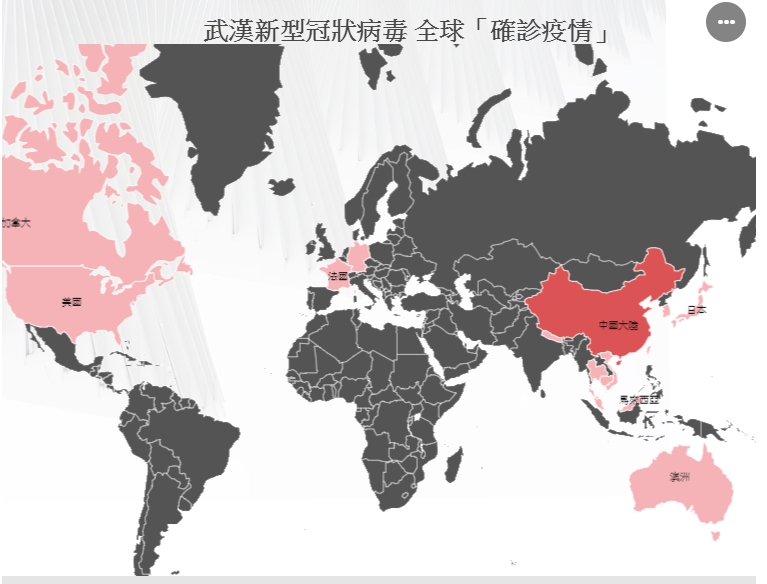 武漢新型冠狀病毒 全球「確診疫情」
加拿大
美國
法國
中國大陸
日本
馬來西亞
澳洲